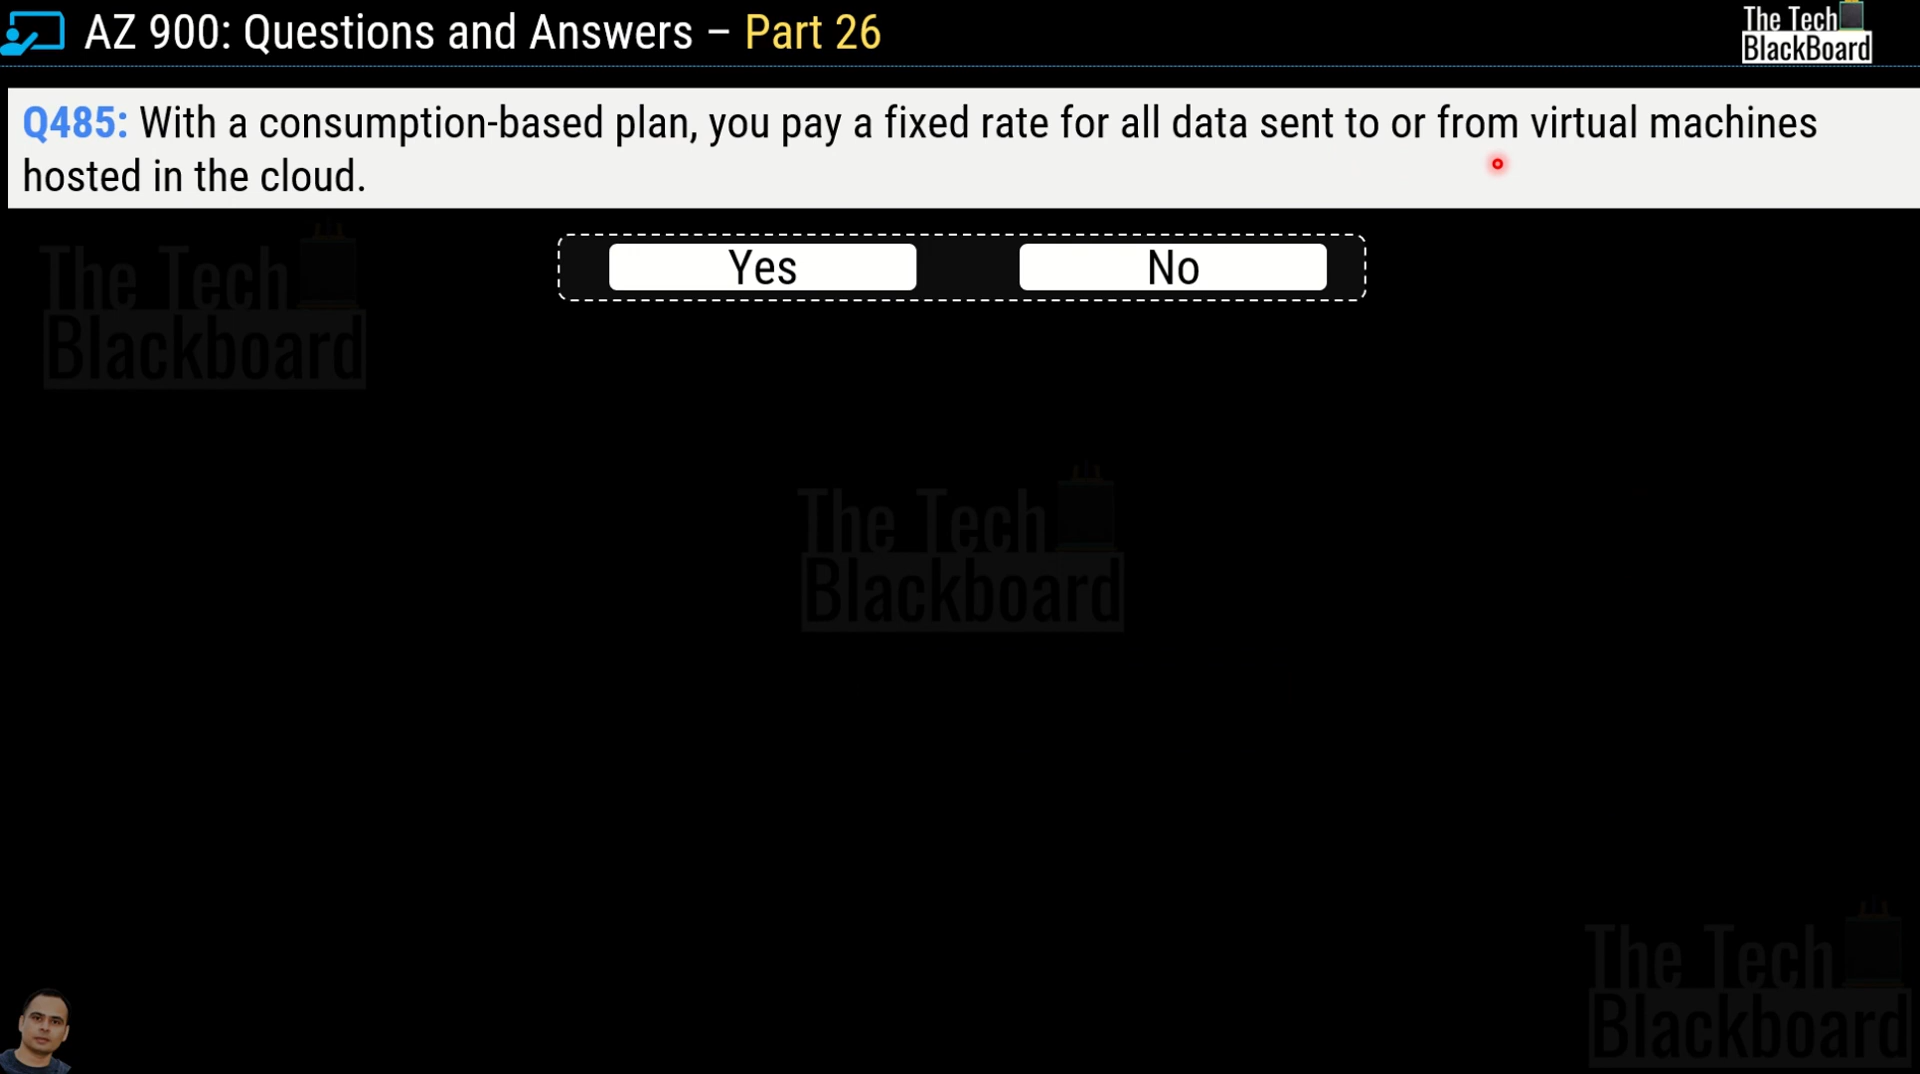 AZ 900: Questions and Answers – Part 26
The Tech
BlackBoard
Q485: With a consumption-based plan, you pay a fixed rate for all data sent to or from virtual machines
hosted in the cloud.
Yes No
The Tech
Blackboard
The Tech
Blackboard
The Tech
Blackboard